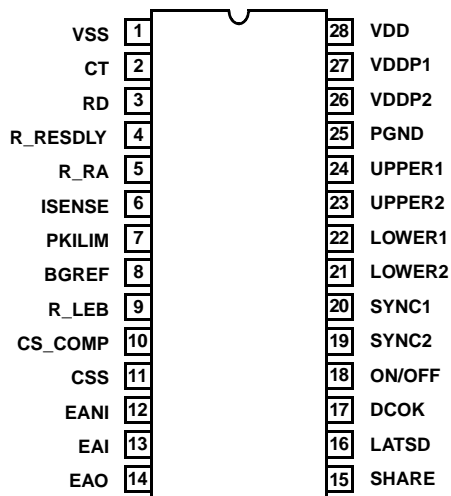 VSS 1 28 VDD
CT 2 27 VDDP1
RD 3 26 VDDP2
R_RESDLY 4 25 PGND
R_RA 5 24 UPPER1
ISENSE 6 23 UPPER2
PKILIM 7 22 LOWER1
BGREF 8 21 LOWER2
R_LEB 9 20 SYNC1
CS_COMP 10 19 SYNC2
CSS 11 18 ON/OFF
EANI 12 17 DCOK
EAI 13 16 LATSD
EAO 14 15 SHARE